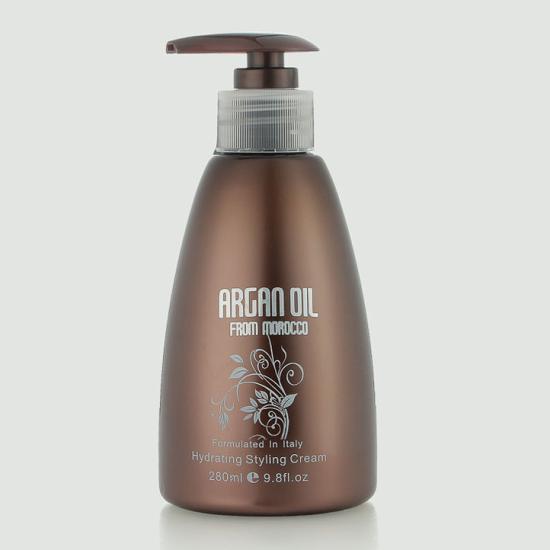 ARGAN OIL
FROM MOROCCO
Formulated In Italy
Hydrating Styling Cream
280ml ℮ 9.8fl.oz